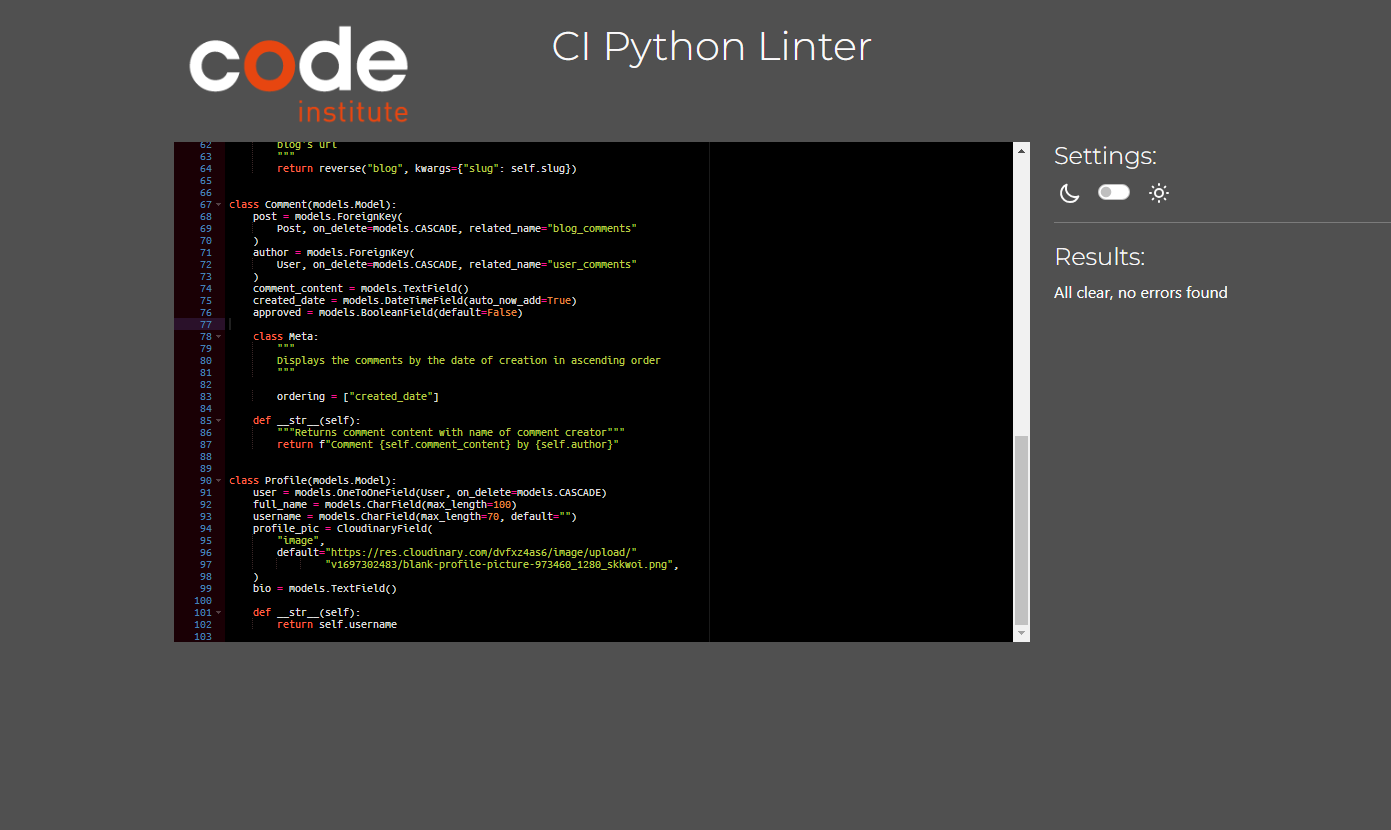 code
institute
CI Python Linter
62 blog's url
63 """
64 return reverse("blog", kwargs={"slug": self.slug})
65
66
67 class Comment(models.Model):
68 post = models.ForeignKey(
69 Post, on_delete=models.CASCADE, related_name="blog_comments"
70 )
71 author = models.ForeignKey(
72 User, on_delete=models.CASCADE, related_name="user_comments"
73 )
74 comment_content = models.TextField()
75 created_date = models.DateTimeField(auto_now_add=True)
76 approved = models.BooleanField(default=False)
77
78 class Meta:
79 """
80 Displays the comments by the date of creation in ascending order
81 """
82
83 ordering = ["created_date"]
84
85 def __str__(self):
86 """Returns comment content with name of comment creator"""
87 return f"Comment {self.comment_content} by {self.author}"
88
89
90 class Profile(models.Model):
91 user = models.OneToOneField(User, on_delete=models.CASCADE)
92 full_name = models.CharField(max_length=100)
93 username = models.CharField(max_length=70, default="")
94 profile_pic = CloudinaryField(
95 "image",
96 default="https://res.cloudinary.com/dvfxz4as6/image/upload/"
97 "v1697302483/blank-profile-picture-973460_1280_skkwoi.png",
98 )
99 bio = models.TextField()
100
101 def __str__(self):
102 return self.username
103
Settings:
Results:
All clear, no errors found